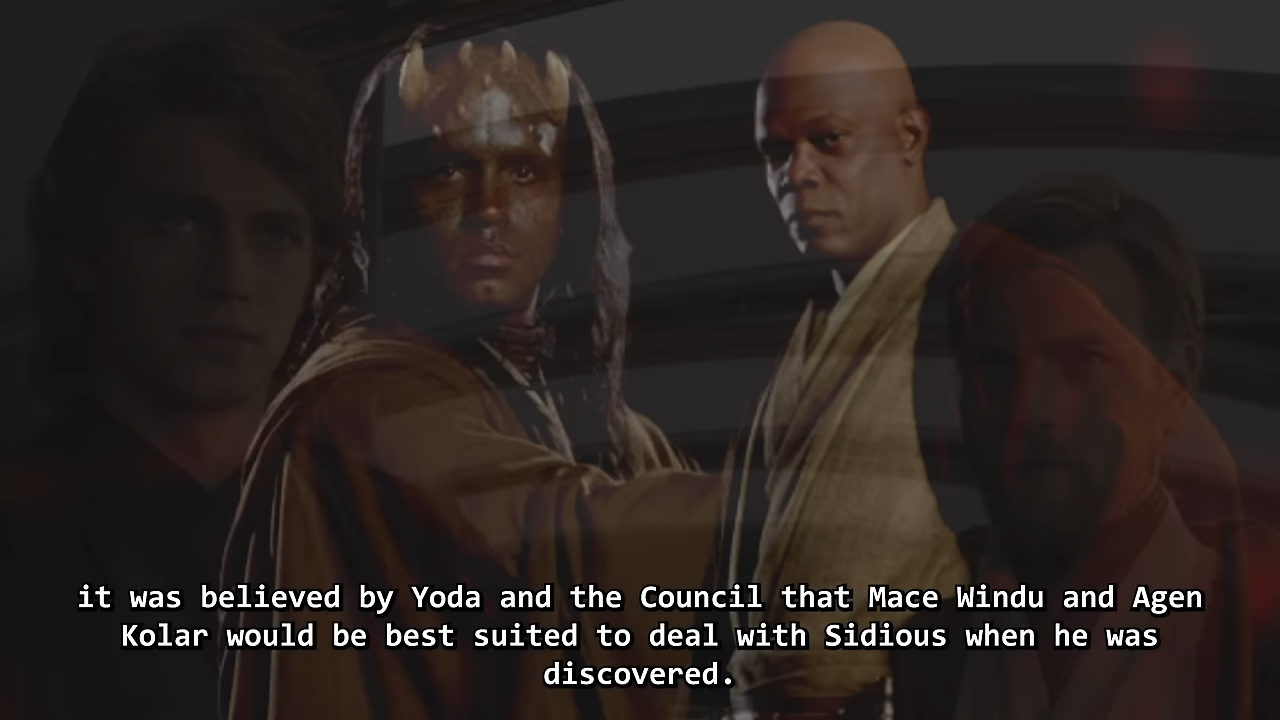 it was believed by Yoda and the Council that Mace Windu and Agen
Kolar would be best suited to deal with Sidious when he was
discovered.